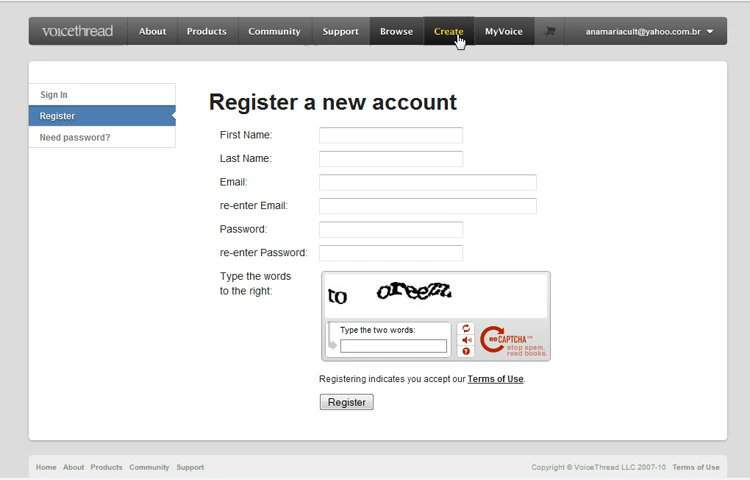 voicethread About Products Community Support Browse Create MyVoice anamariacult@yahoo.com.br
Sign In
Register
Need password?
Register a new account
First Name:
Last Name:
Email:
re-enter Email:
Password:
re-enter Password:
Type the words
to the right:
to
Type the two words:
reCAPTCHA™
stop spam.
read books.
Registering indicates you accept our Terms of Use.
Register
Home About Products Community Support Copyright © VoiceThread LLC 2007-10 Terms of Use